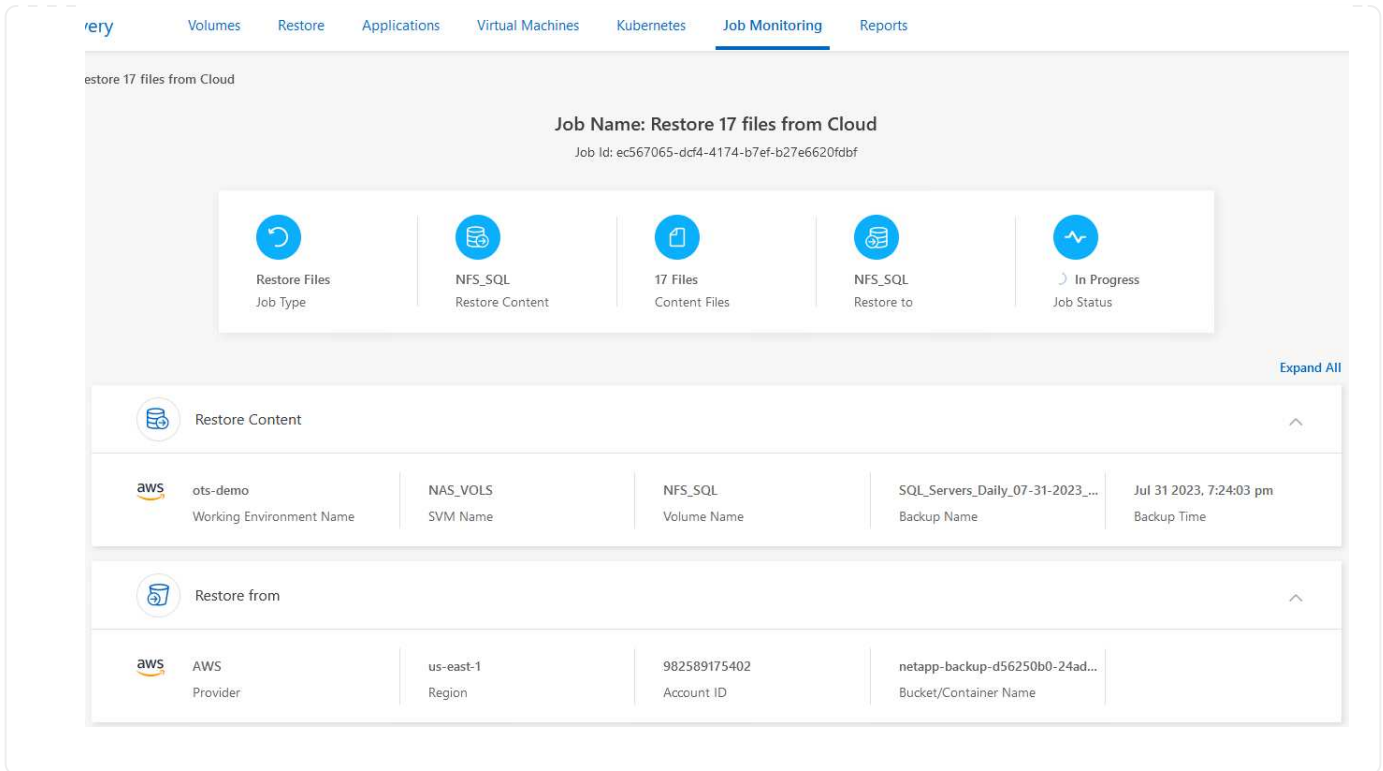 very Volumes Restore Applications Virtual Machines Kubernetes Job Monitoring Reports
estore 17 files from Cloud
Job Name: Restore 17 files from Cloud
Job Id: ec567065-dcf4-4174-b7ef-b27e6620fdbf
Restore Files NFS_SQL 17 Files NFS_SQL In Progress
Job Type Restore Content Content Files Restore to Job Status
Expand All
Restore Content
aws ots-demo NAS_VOLS NFS_SQL SQL_Servers_Daily_07-31-2023_... Jul 31 2023, 7:24:03 pm
Working Environment Name SVM Name Volume Name Backup Name Backup Time
Restore from
aws AWS us-east-1 982589175402 netapp-backup-d56250b0-24ad...
Provider Region Account ID Bucket/Container Name